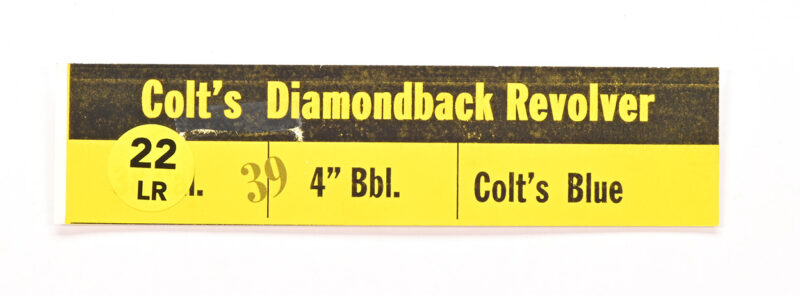 Colt's Diamondback Revolver
22
LR
l. 39 4" Bbl. Colt's Blue